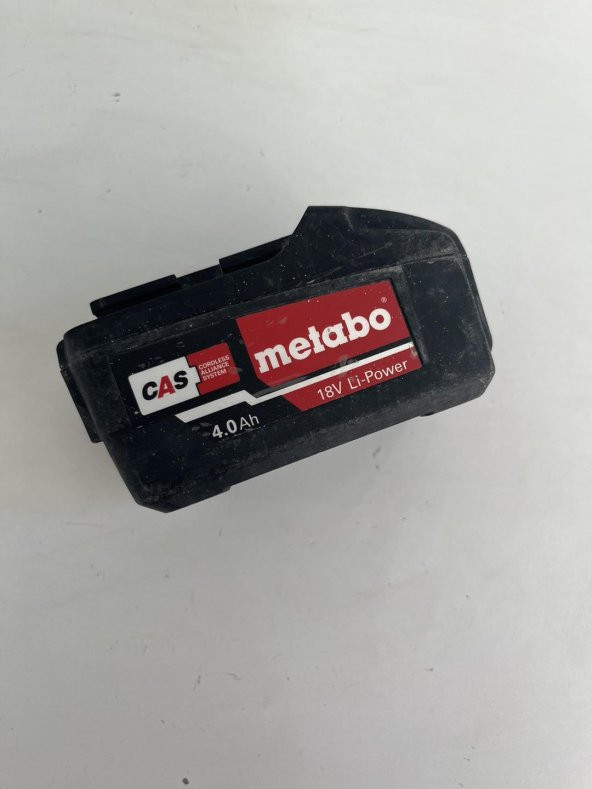 metabo®
CAS
CORDLESS
ALLIANCE
SYSTEM
18V Li-Power
4.0Ah